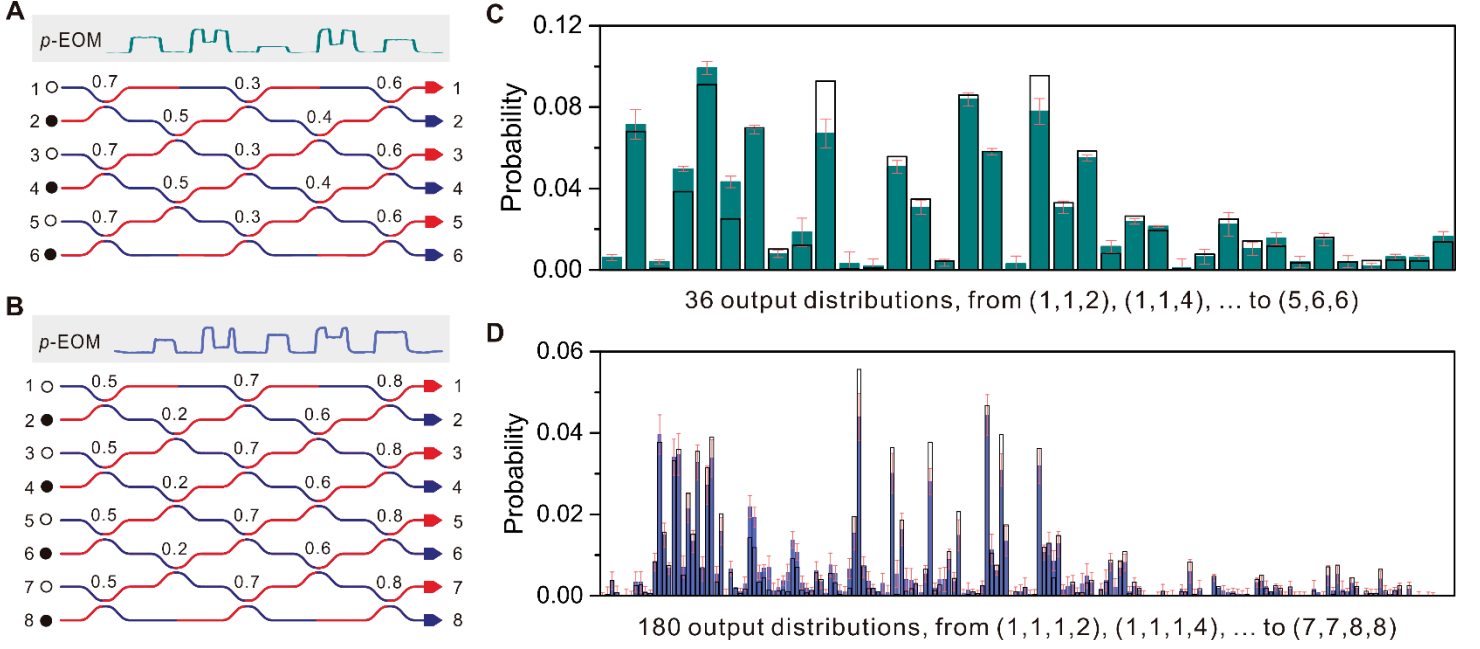 A
p-EOM
1 0.7 0.3 0.6 1
2 0.5 0.4 2
3 0.7 0.3 0.6 3
4 0.5 0.4 4
5 0.7 0.3 0.6 5
6 6
B
p-EOM
1 0.5 0.7 0.8 1
2 0.2 0.6 2
3 0.5 0.7 0.8 3
4 0.2 0.6 4
5 0.5 0.7 0.8 5
6 0.2 0.6 6
7 0.5 0.7 0.8 7
8 8
C
Probability
0.12
0.08
0.04
0.00
36 output distributions, from (1,1,2), (1,1,4), ... to (5,6,6)
D
Probability
0.06
0.04
0.02
0.00
180 output distributions, from (1,1,1,2), (1,1,1,4), ... to (7,7,8,8)